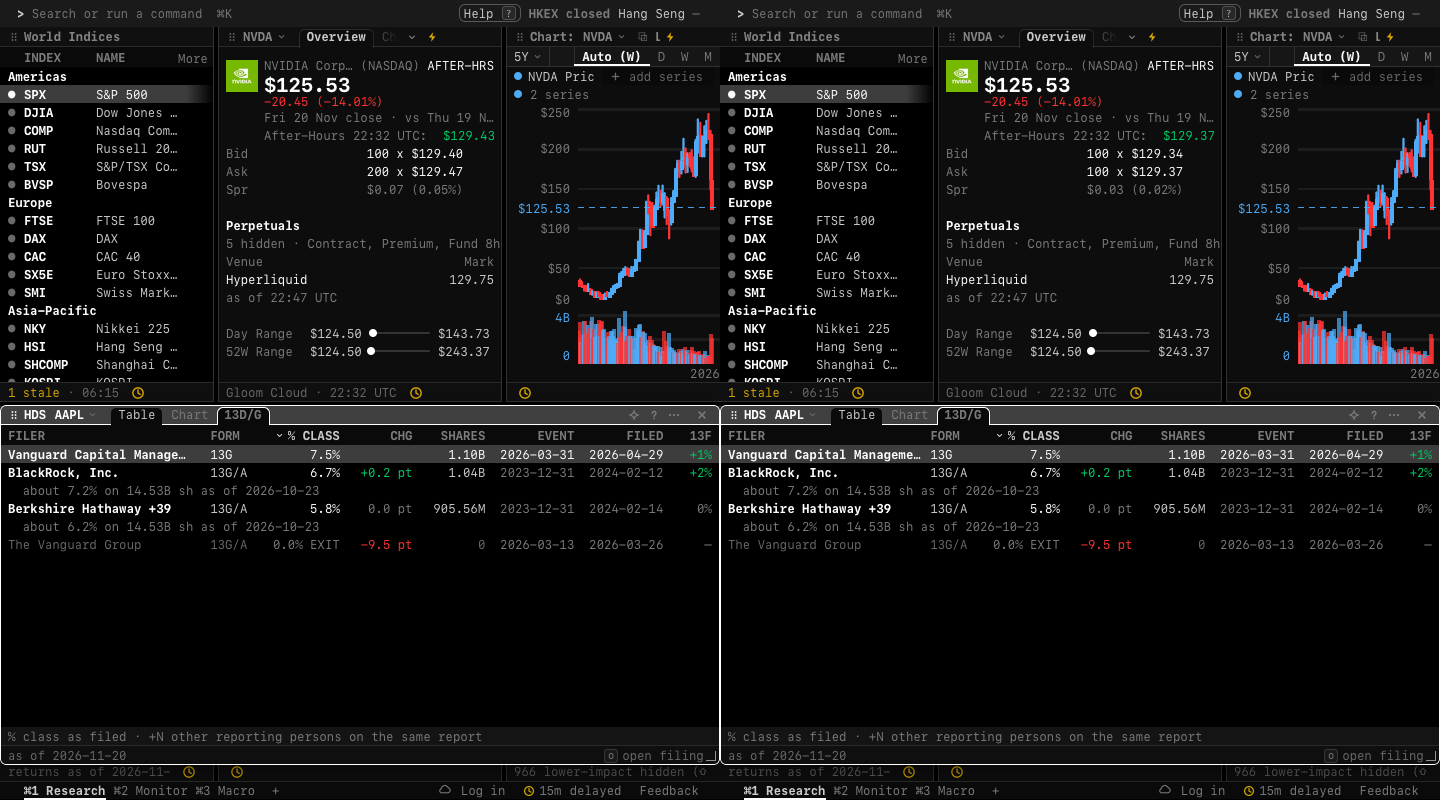 > Search or run a command ⌘K Help ? HKEX closed Hang Seng —
World Indices
INDEX NAME More
Americas
SPX S&P 500
DJIA Dow Jones …
COMP Nasdaq Com…
RUT Russell 20…
TSX S&P/TSX Co…
BVSP Bovespa
Europe
FTSE FTSE 100
DAX DAX
CAC CAC 40
SX5E Euro Stoxx…
SMI Swiss Mark…
Asia-Pacific
NKY Nikkei 225
HSI Hang Seng …
SHCOMP Shanghai C…
KOSPI KOSPI
1 stale · 06:15
NVDA Overview Ch
NVIDIA Corp… (NASDAQ) AFTER-HRS
$125.53
−20.45 (−14.01%)
Fri 20 Nov close · vs Thu 19 N…
After-Hours 22:32 UTC: $129.43
Bid 100 x $129.40
Ask 200 x $129.47
Spr $0.07 (0.05%)
Perpetuals
5 hidden · Contract, Premium, Fund 8h
Venue Mark
Hyperliquid 129.75
as of 22:47 UTC
Day Range $124.50 $143.73
52W Range $124.50 $243.37
Gloom Cloud · 22:32 UTC
Chart: NVDA L
5Y Auto (W) D W M
NVDA Pric + add series
2 series
$250
$200
$150
$125.53
$100
$50
$0
4B
0
2026
HDS AAPL Table Chart 13D/G ?
FILER FORM % CLASS CHG SHARES EVENT FILED 13F
Vanguard Capital Manage… 13G 7.5% 1.10B 2026-03-31 2026-04-29 +1%
BlackRock, Inc. 13G/A 6.7% +0.2 pt 1.04B 2023-12-31 2024-02-12 +2%
about 7.2% on 14.53B sh as of 2026-10-23
Berkshire Hathaway +39 13G/A 5.8% 0.0 pt 905.56M 2023-12-31 2024-02-14 0%
about 6.2% on 14.53B sh as of 2026-10-23
The Vanguard Group 13G/A 0.0% EXIT −9.5 pt 0 2026-03-13 2026-03-26 —
% class as filed · +N other reporting persons on the same report
as of 2026-11-20 o open filing
returns as of 2026-11- 966 lower-impact hidden (
⌘1 Research ⌘2 Monitor ⌘3 Macro + Log in 15m delayed Feedback
> Search or run a command ⌘K Help ? HKEX closed Hang Seng —
World Indices
INDEX NAME More
Americas
SPX S&P 500
DJIA Dow Jones …
COMP Nasdaq Com…
RUT Russell 20…
TSX S&P/TSX Co…
BVSP Bovespa
Europe
FTSE FTSE 100
DAX DAX
CAC CAC 40
SX5E Euro Stoxx…
SMI Swiss Mark…
Asia-Pacific
NKY Nikkei 225
HSI Hang Seng …
SHCOMP Shanghai C…
KOSPI KOSPI
1 stale · 06:15
NVDA Overview Ch
NVIDIA Corp… (NASDAQ) AFTER-HRS
$125.53
−20.45 (−14.01%)
Fri 20 Nov close · vs Thu 19 N…
After-Hours 22:32 UTC: $129.37
Bid 100 x $129.34
Ask 100 x $129.37
Spr $0.03 (0.02%)
Perpetuals
5 hidden · Contract, Premium, Fund 8h
Venue Mark
Hyperliquid 129.75
as of 22:47 UTC
Day Range $124.50 $143.73
52W Range $124.50 $243.37
Gloom Cloud · 22:32 UTC
Chart: NVDA L
5Y Auto (W) D W M
NVDA Pric + add series
2 series
$250
$200
$150
$125.53
$100
$50
$0
4B
0
2026
HDS AAPL Table Chart 13D/G ?
FILER FORM % CLASS CHG SHARES EVENT FILED 13F
Vanguard Capital Manageme… 13G 7.5% 1.10B 2026-03-31 2026-04-29 +1%
BlackRock, Inc. 13G/A 6.7% +0.2 pt 1.04B 2023-12-31 2024-02-12 +2%
about 7.2% on 14.53B sh as of 2026-10-23
Berkshire Hathaway +39 13G/A 5.8% 0.0 pt 905.56M 2023-12-31 2024-02-14 0%
about 6.2% on 14.53B sh as of 2026-10-23
The Vanguard Group 13G/A 0.0% EXIT −9.5 pt 0 2026-03-13 2026-03-26 —
% class as filed · +N other reporting persons on the same report
as of 2026-11-20 o open filing
returns as of 2026-11- 966 lower-impact hidden (
⌘1 Research ⌘2 Monitor ⌘3 Macro + Log in 15m delayed Feedback